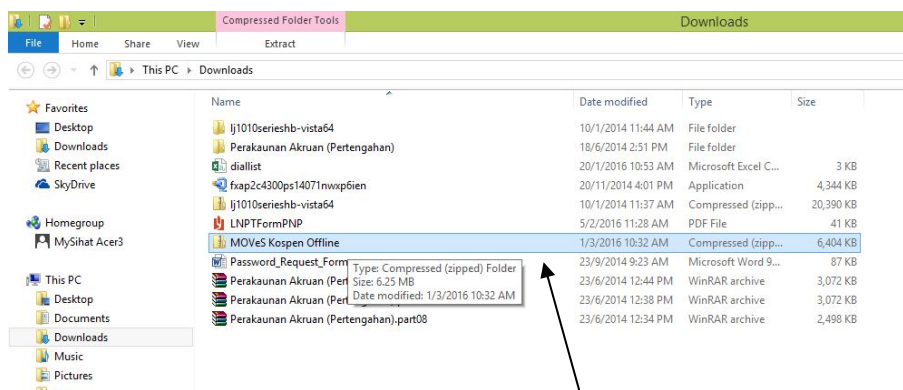 Compressed Folder Tools Downloads
File Home Share View Extract
This PC Downloads
Name Date modified Type Size
Favorites
Desktop
Downloads
Recent places
SkyDrive
Homegroup
MySihat Acer3
This PC
Desktop
Documents
Downloads
Music
Pictures
lj1010serieshb-vista64 10/1/2014 11:44 AM File folder
Perakaunan Akruan (Pertengahan) 18/6/2014 2:51 PM File folder
diallist 20/1/2016 10:53 AM Microsoft Excel C... 3 KB
fxap2c4300ps14071nwxp6ien 20/11/2014 4:01 PM Application 4,344 KB
lj1010serieshb-vista64 10/1/2014 11:37 AM Compressed (zipp... 20,390 KB
LNPTFormPNP 5/2/2016 11:28 AM PDF File 41 KB
MOVeS Kospen Offline 1/3/2016 10:32 AM Compressed (zipp... 6,404 KB
Password_Request_Form 23/9/2014 9:23 AM Microsoft Word 9... 87 KB
Perakaunan Akruan (Pert 23/6/2014 12:44 PM WinRAR archive 3,072 KB
Perakaunan Akruan (Pert 23/6/2014 12:38 PM WinRAR archive 3,072 KB
Perakaunan Akruan (Pertengahan).part08 23/6/2014 12:34 PM WinRAR archive 2,498 KB
Type: Compressed (zipped) Folder
Size: 6.25 MB
Date modified: 1/3/2016 10:32 AM